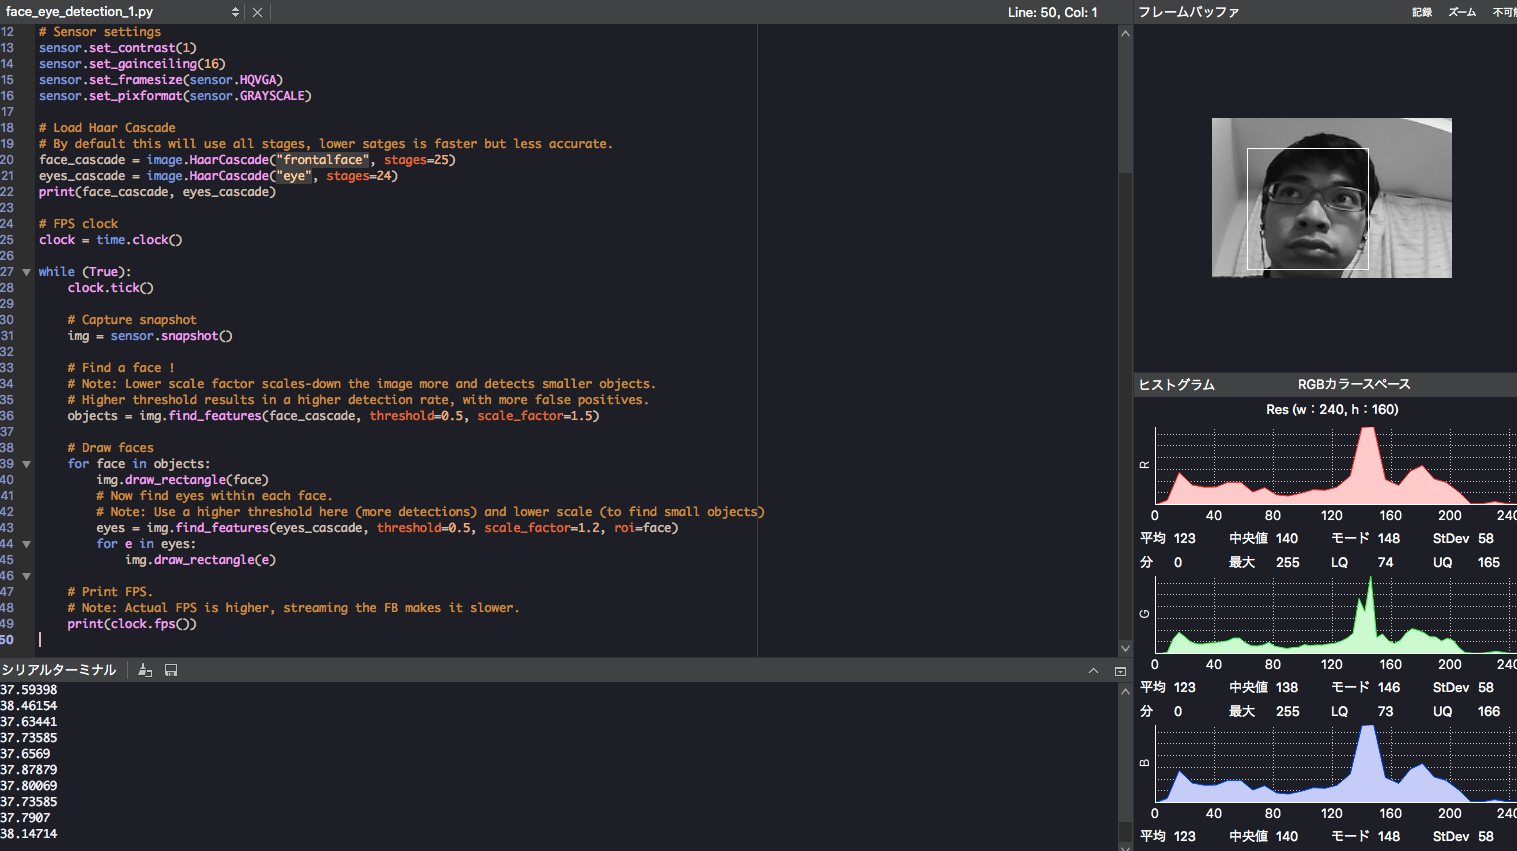 face_eye_detection_1.py
Line: 50, Col: 1
12 # Sensor settings
13 sensor.set_contrast(1)
14 sensor.set_gainceiling(16)
15 sensor.set_framesize(sensor.HQVGA)
16 sensor.set_pixformat(sensor.GRAYSCALE)
17
18 # Load Haar Cascade
19 # By default this will use all stages, lower satges is faster but less accurate.
20 face_cascade = image.HaarCascade("frontalface", stages=25)
21 eyes_cascade = image.HaarCascade("eye", stages=24)
22 print(face_cascade, eyes_cascade)
23
24 # FPS clock
25 clock = time.clock()
26
27 while (True):
28 clock.tick()
29
30 # Capture snapshot
31 img = sensor.snapshot()
32
33 # Find a face !
34 # Note: Lower scale factor scales-down the image more and detects smaller objects.
35 # Higher threshold results in a higher detection rate, with more false positives.
36 objects = img.find_features(face_cascade, threshold=0.5, scale_factor=1.5)
37
38 # Draw faces
39 for face in objects:
40 img.draw_rectangle(face)
41 # Now find eyes within each face.
42 # Note: Use a higher threshold here (more detections) and lower scale (to find small objects)
43 eyes = img.find_features(eyes_cascade, threshold=0.5, scale_factor=1.2, roi=face)
44 for e in eyes:
45 img.draw_rectangle(e)
46
47 # Print FPS.
48 # Note: Actual FPS is higher, streaming the FB makes it slower.
49 print(clock.fps())
50
シリアルターミナル
37.59398
38.46154
37.63441
37.73585
37.6569
37.87879
37.80069
37.73585
37.7907
38.14714
フレームバッファ 記録 ズーム 不可
ヒストグラム RGBカラースペース
Res (w：240, h：160)
R
0 40 80 120 160 200 240
平均 123 中央値 140 モード 148 StDev 58
分 0 最大 255 LQ 74 UQ 165
G
0 40 80 120 160 200 240
平均 123 中央値 138 モード 146 StDev 58
分 0 最大 255 LQ 73 UQ 166
B
0 40 80 120 160 200 240
平均 123 中央値 140 モード 148 StDev 58